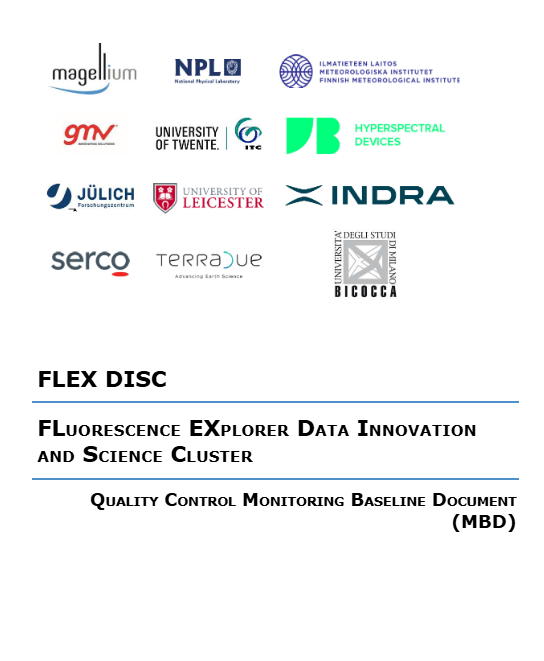 magellium
NPL
National Physical Laboratory
ILMATIETEEN LAITOS
METEOROLOGISKA INSTITUTET
FINNISH METEOROLOGICAL INSTITUTE
gmv
INNOVATING SOLUTIONS
UNIVERSITY
OF TWENTE.
ITC
HYPERSPECTRAL
DEVICES
JÜLICH
Forschungszentrum
UNIVERSITY OF
LEICESTER
INDRA
serco
TERRADUE
Advancing Earth Science
UNIVERSITA'
DEGLI STUDI
DI MILANO
BICOCCA
FLEX DISC
FLUORESCENCE EXPLORER DATA INNOVATION
AND SCIENCE CLUSTER
QUALITY CONTROL MONITORING BASELINE DOCUMENT
(MBD)